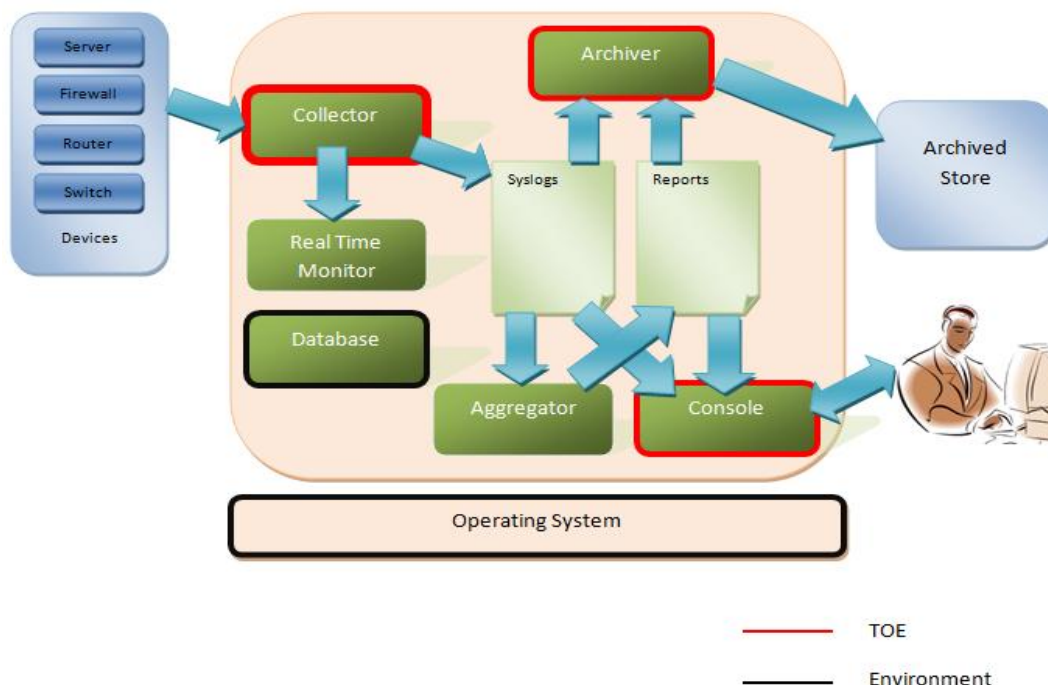 Server
Firewall
Router
Switch
Devices
Collector
Real Time
Monitor
Database
Archiver
Syslogs
Reports
Aggregator
Console
Archived
Store
Operating System
TOE
Environment